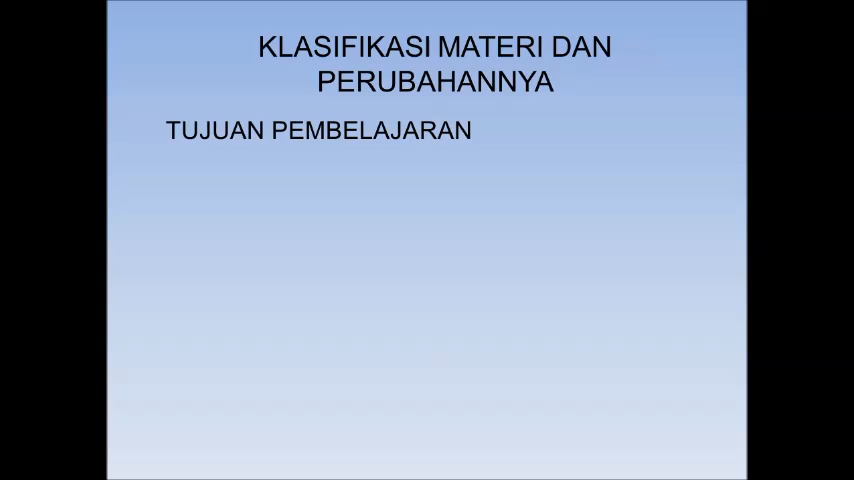 KLASIFIKASI MATERI DAN
PERUBAHANNYA
TUJUAN PEMBELAJARAN